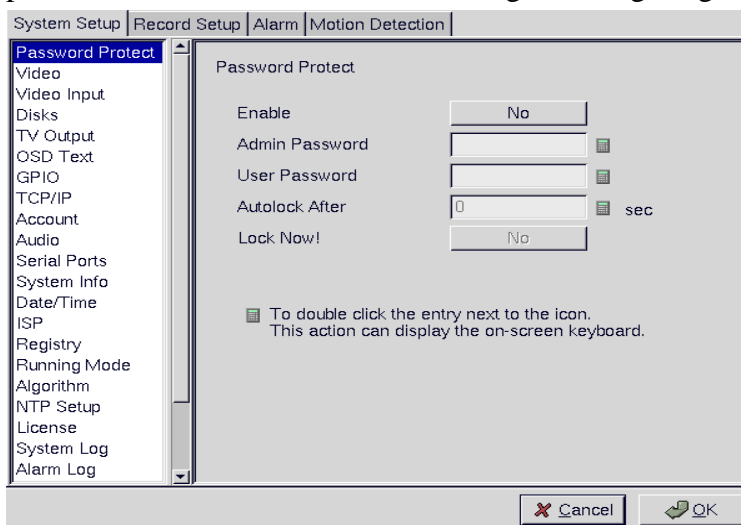 System Setup Record Setup Alarm Motion Detection
Password Protect
Video
Video Input
Disks
TV Output
OSD Text
GPIO
TCP/IP
Account
Audio
Serial Ports
System Info
Date/Time
ISP
Registry
Running Mode
Algorithm
NTP Setup
License
System Log
Alarm Log
Password Protect
Enable No
Admin Password
User Password
Autolock After 0 sec
Lock Now! No
To double click the entry next to the icon.
This action can display the on-screen keyboard.
Cancel OK